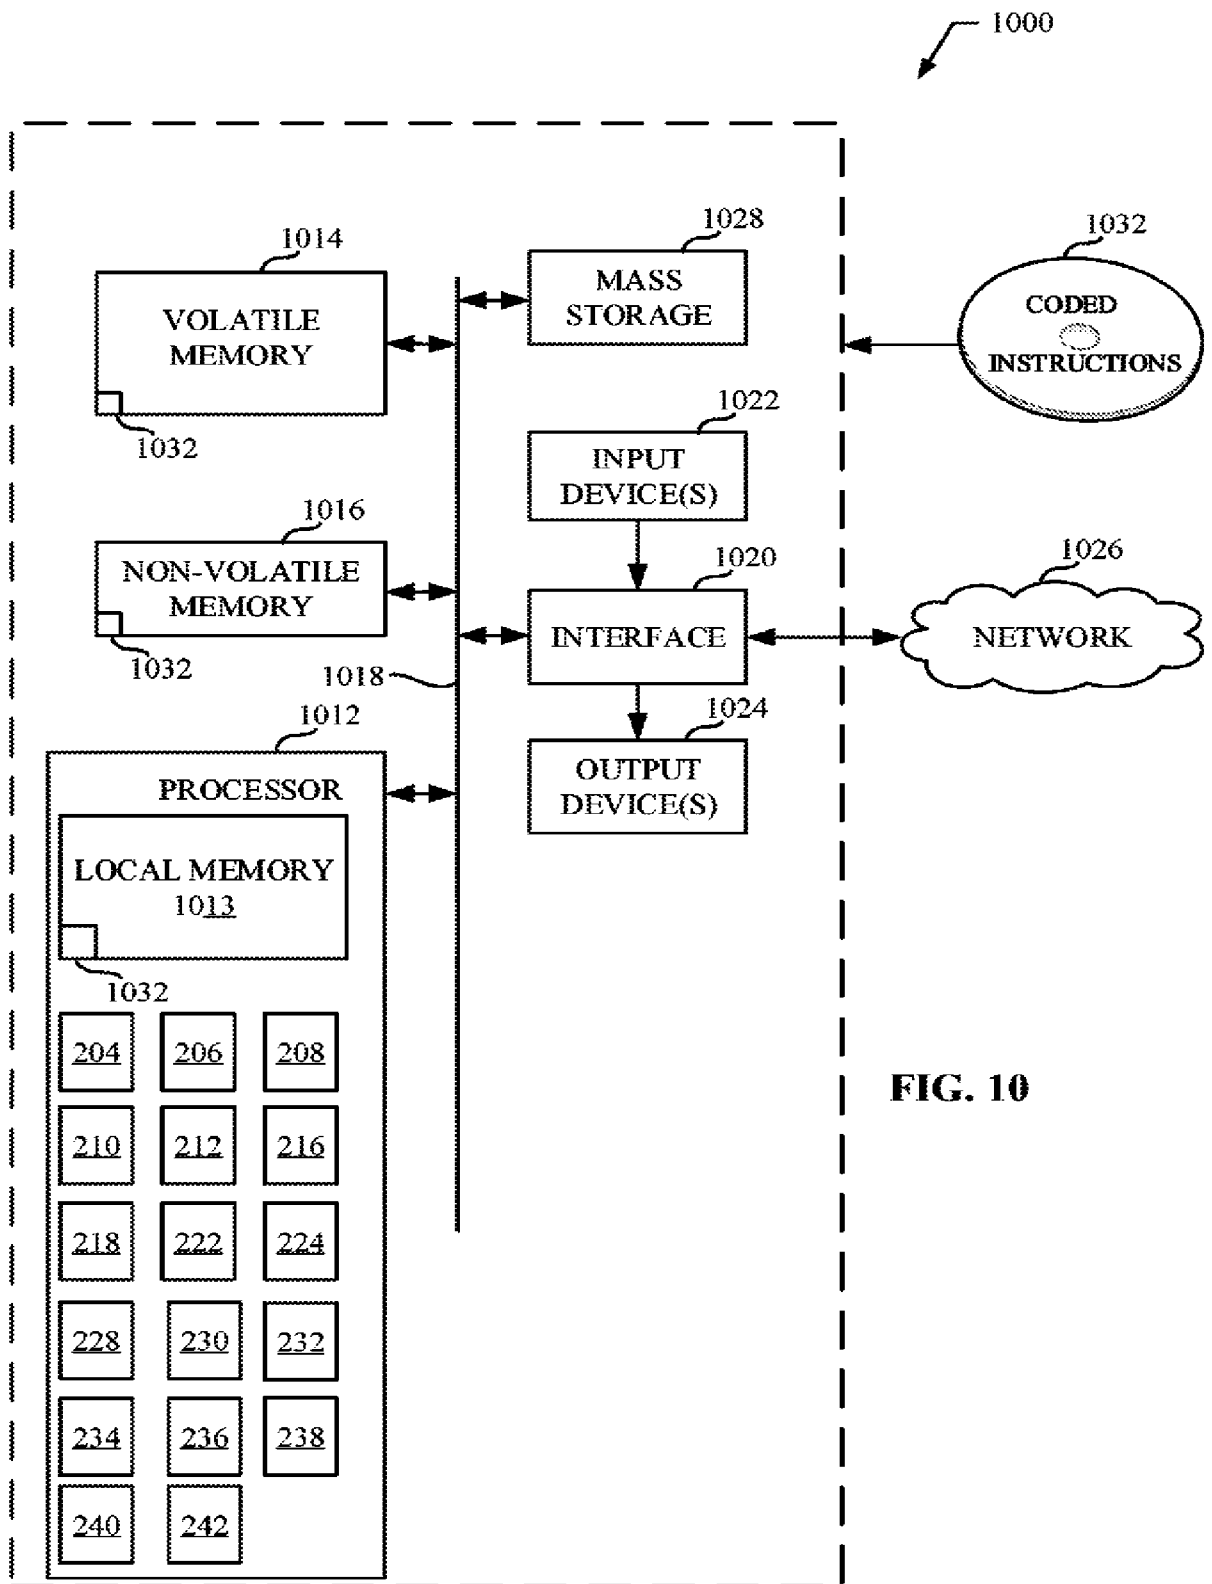 1000
1014
VOLATILE
MEMORY
1032
1028
MASS
STORAGE
1032
CODED
INSTRUCTIONS
1022
INPUT
DEVICE(S)
1016
NON-VOLATILE
MEMORY
1032
1020
INTERFACE
1026
NETWORK
1018
1024
OUTPUT
DEVICE(S)
1012
PROCESSOR
LOCAL MEMORY
1013
1032
204 206 208
210 212 216
218 222 224
228 230 232
234 236 238
240 242
FIG. 10